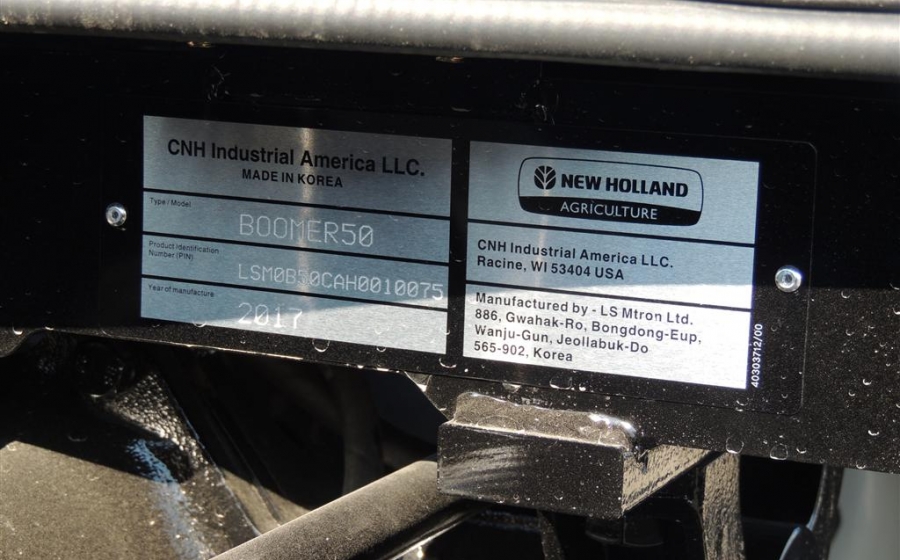 CNH Industrial America LLC.
MADE IN KOREA
Type / Model
BOOMER50
Product Identification
Number (PIN)
LSM0B50CAH0010075
Year of manufacture
2017
NEW HOLLAND
AGRICULTURE
CNH Industrial America LLC.
Racine, WI 53404 USA
Manufactured by - LS Mtron Ltd.
886, Gwahak-Ro, Bongdong-Eup,
Wanju-Gun, Jeollabuk-Do
565-902, Korea
40303712/00